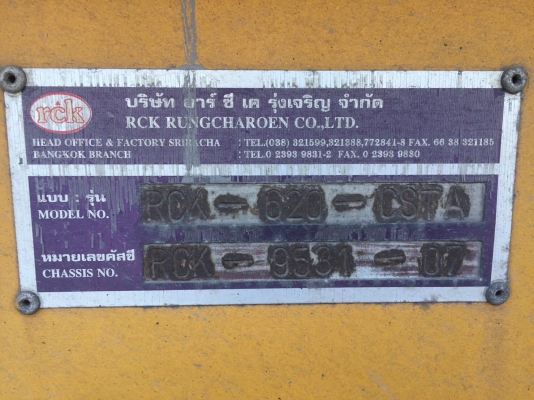 rck
บริษัท อาร์ ซี เค รุ่งเจริญ จำกัด
RCK RUNGCHAROEN CO.,LTD.
HEAD OFFICE & FACTORY SRIRACHA : TEL.(038) 321599,321388,772841-8 FAX. 66 38 321185
BANGKOK BRANCH : TEL. 0 2393 9831-2 FAX. 0 2393 9830
แบบ : รุ่น
MODEL NO. RCK-620-CSTA
หมายเลขคัสซี
CHASSIS NO. RCK-9531-07